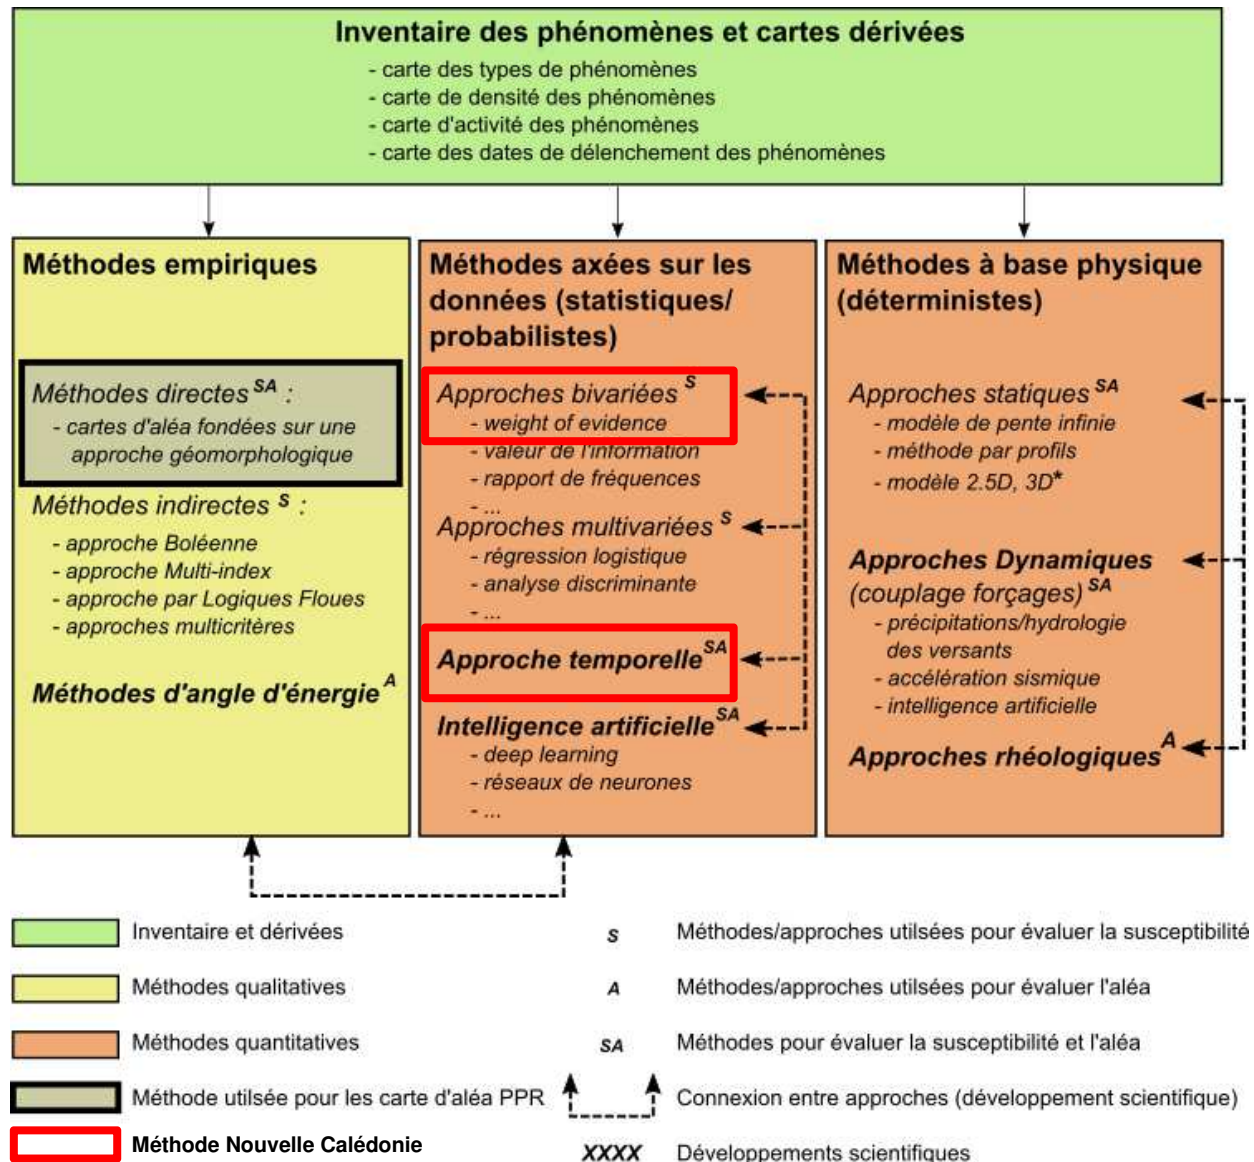 Inventaire des phénomènes et cartes dérivées
- carte des types de phénomènes
- carte de densité des phénomènes
- carte d'activité des phénomènes
- carte des dates de délenchement des phénomènes
Méthodes empiriques
Méthodes directes SA :
- cartes d'aléa fondées sur une
approche géomorphologique
Méthodes indirectes S :
- approche Boléenne
- approche Multi-index
- approche par Logiques Floues
- approches multicritères
Méthodes d'angle d'énergie A
Méthodes axées sur les
données (statistiques/
probabilistes)
Approches bivariées S
- weight of evidence
- valeur de l'information
- rapport de fréquences
- ...
Approches multivariées S
- régression logistique
- analyse discriminante
- ...
Approche temporelle SA
Intelligence artificielle SA
- deep learning
- réseaux de neurones
- ...
Méthodes à base physique
(déterministes)
Approches statiques SA
- modèle de pente infinie
- méthode par profils
- modèle 2.5D, 3D*
Approches Dynamiques
(couplage forçages) SA
- précipitations/hydrologie
des versants
- accélération sismique
- intelligence artificielle
Approches rhéologiques A
Inventaire et dérivées
Méthodes qualitatives
Méthodes quantitatives
Méthode utilsée pour les carte d'aléa PPR
Méthode Nouvelle Calédonie
S Méthodes/approches utilsées pour évaluer la susceptibilité
A Méthodes/approches utilsées pour évaluer l'aléa
SA Méthodes pour évaluer la susceptibilité et l'aléa
Connexion entre approches (développement scientifique)
XXXX Développements scientifiques